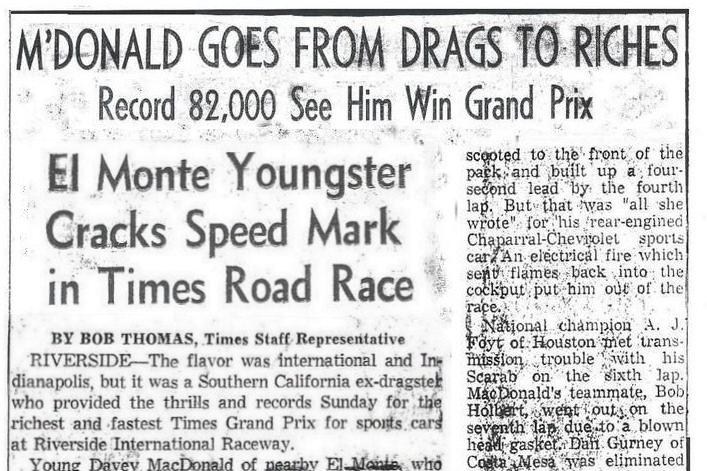 M'DONALD GOES FROM DRAGS TO RICHES
Record 82,000 See Him Win Grand Prix
El Monte Youngster
Cracks Speed Mark
in Times Road Race
BY BOB THOMAS, Times Staff Representative
RIVERSIDE—The flavor was international and In-
dianapolis, but it was a Southern California ex-dragster
who provided the thrills and records Sunday for the
richest and fastest Times Grand Prix for sports cars
at Riverside International Raceway.
Young Davey MacDonald of nearby El Monte, who
scooted to the front of the
pack and built up a four-
second lead by the fourth
lap. But that was "all she
wrote" for his rear-engined
Chaparral-Chevrolet sports
car. An electrical fire which
sent flames back into the
cockput put him out of the
race.
National champion A. J.
Foyt of Houston met trans-
mission trouble with his
Scarab on the sixth lap.
MacDonald's teammate, Bob
Holbert, went out on the
seventh lap due to a blown
head gasket. Dan Gurney of
Costa Mesa was eliminated